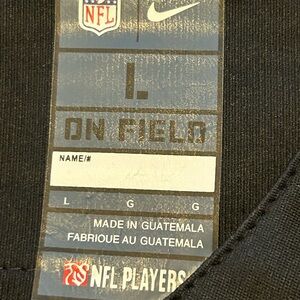 NFL
L
ON FIELD
NAME/#
L G G
MADE IN GUATEMALA
FABRIQUE AU GUATEMALA
NFL PLAYERS